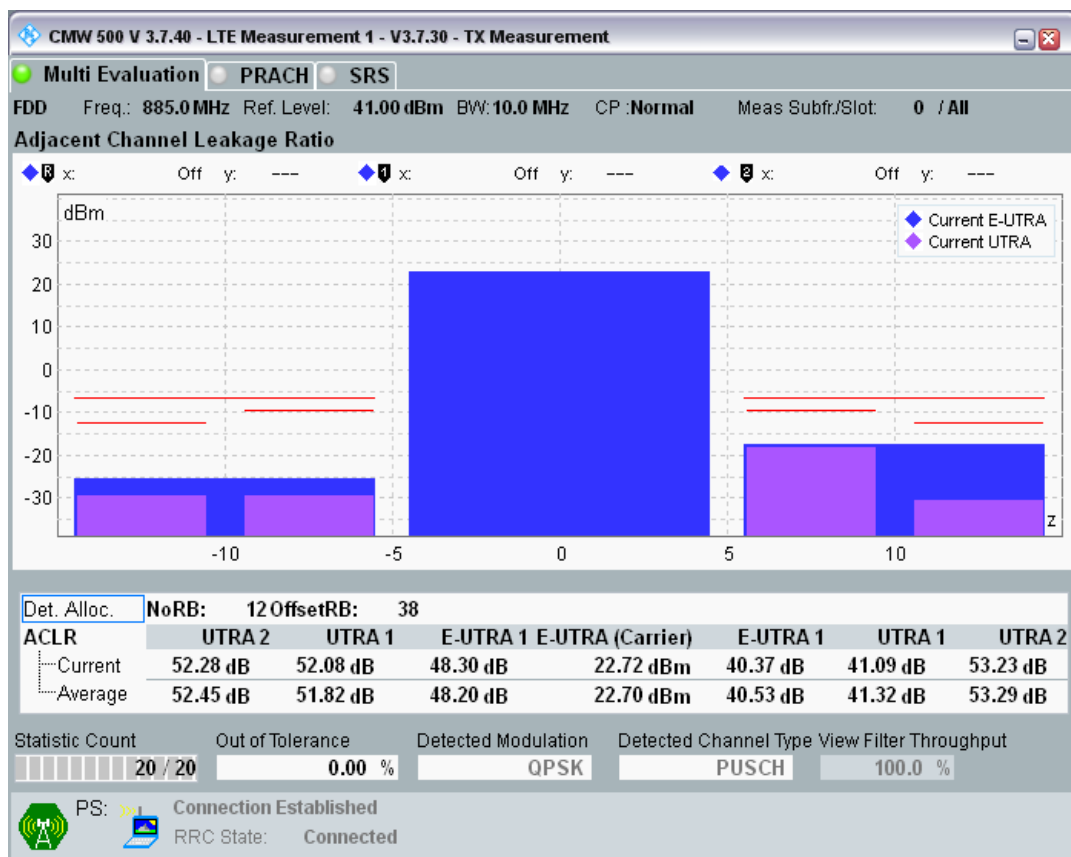 CMW 500 V 3.7.40 - LTE Measurement 1 - V3.7.30 - TX Measurement
Multi Evaluation PRACH SRS
FDD Freq.: 885.0 MHz Ref. Level: 41.00 dBm BW: 10.0 MHz CP :Normal Meas Subfr./Slot: 0 / All
Adjacent Channel Leakage Ratio
R x: Off y: --- 1 x: Off y: --- 2 x: Off y: ---
dBm
Current E-UTRA
Current UTRA
30
20
10
0
-10
-20
-30
z
-10 -5 0 5 10
Det. Alloc. NoRB: 12 OffsetRB: 38
ACLR UTRA 2 UTRA 1 E-UTRA 1 E-UTRA (Carrier) E-UTRA 1 UTRA 1 UTRA 2
Current 52.28 dB 52.08 dB 48.30 dB 22.72 dBm 40.37 dB 41.09 dB 53.23 dB
Average 52.45 dB 51.82 dB 48.20 dB 22.70 dBm 40.53 dB 41.32 dB 53.29 dB
Statistic Count Out of Tolerance Detected Modulation Detected Channel Type View Filter Throughput
20 / 20 0.00 % QPSK PUSCH 100.0 %
PS: Connection Established
RRC State: Connected